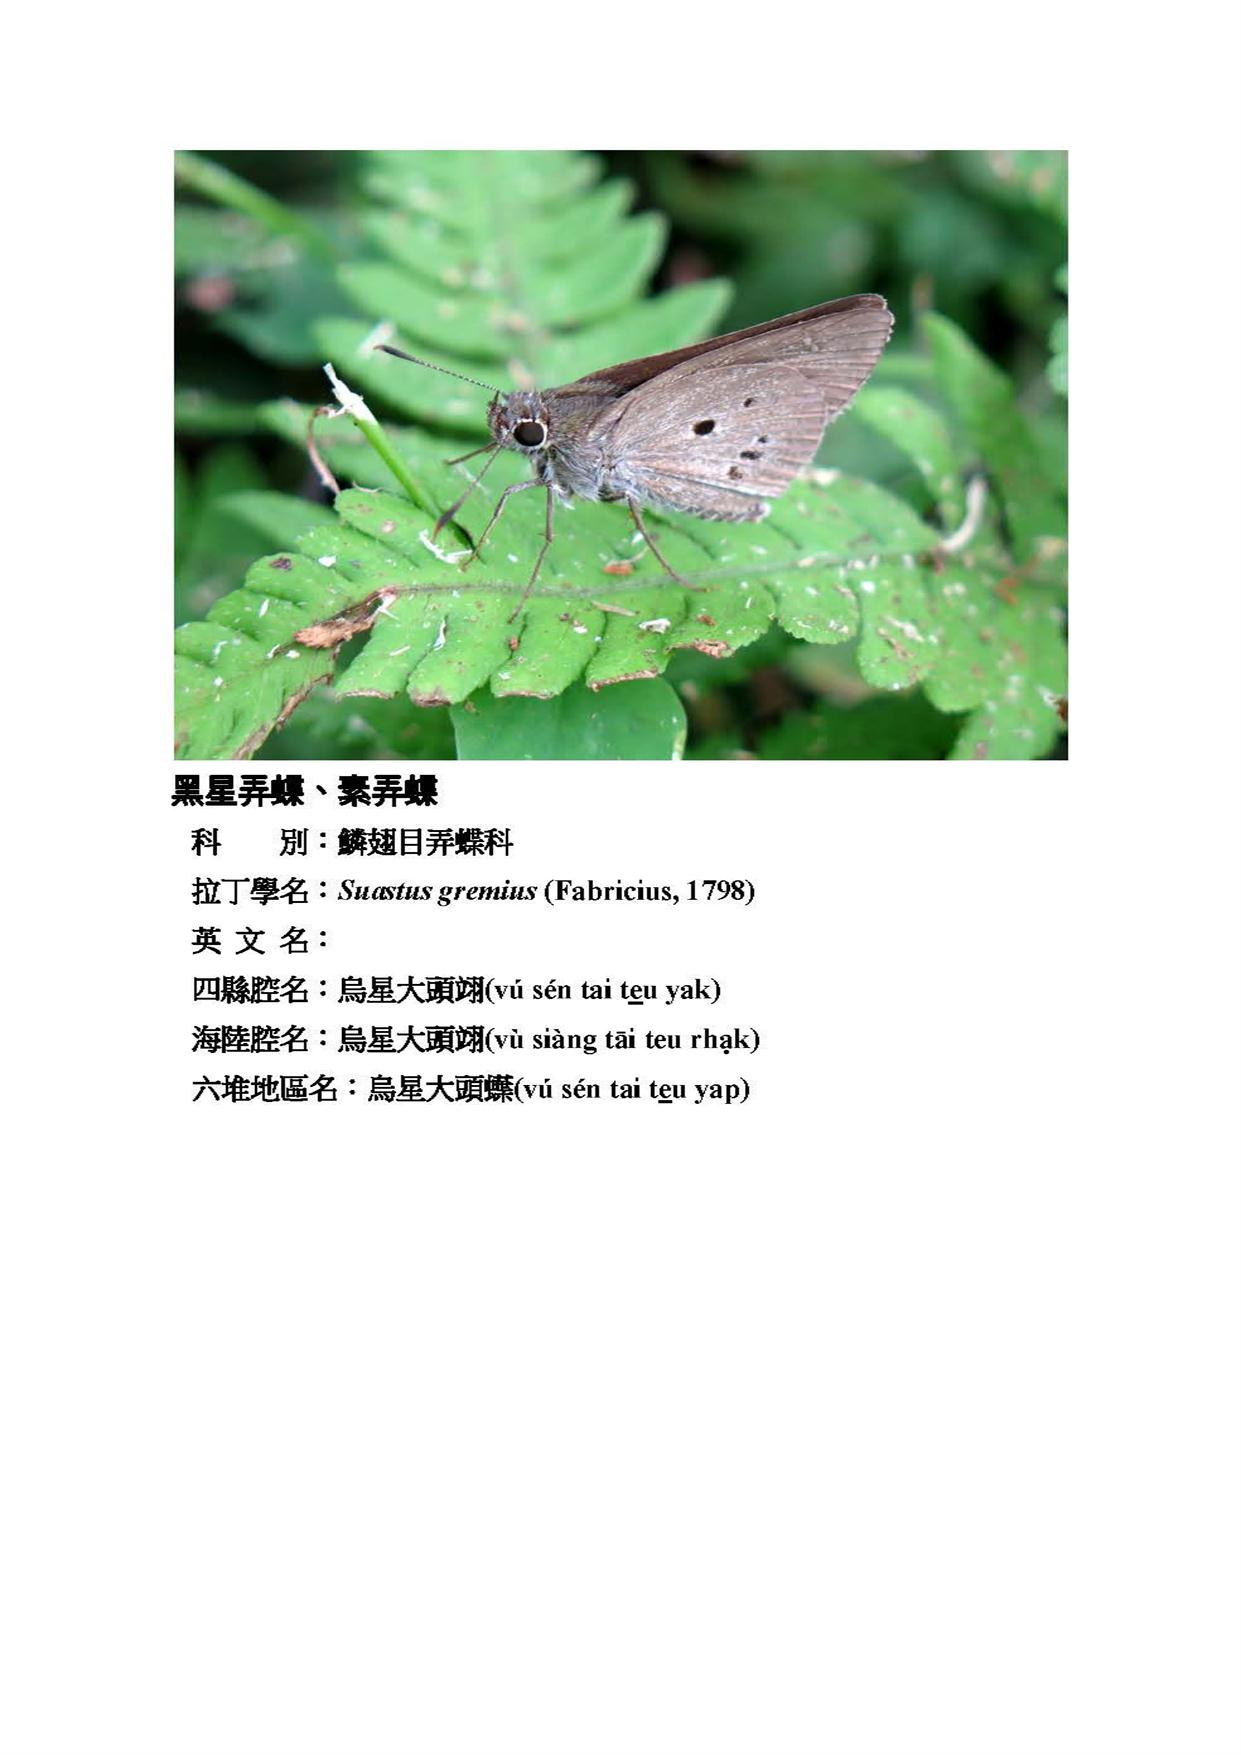 黑星弄蝶、素弄蝶
科　　別：鱗翅目弄蝶科
拉丁學名：Suastus gremius (Fabricius, 1798)
英 文 名：
四縣腔名：烏星大頭翊(vú sén tai teu yak)
海陸腔名：烏星大頭翊(vù siàng tāi teu rha̠k)
六堆地區名：烏星大頭蠂(vú sén tai teu yap)